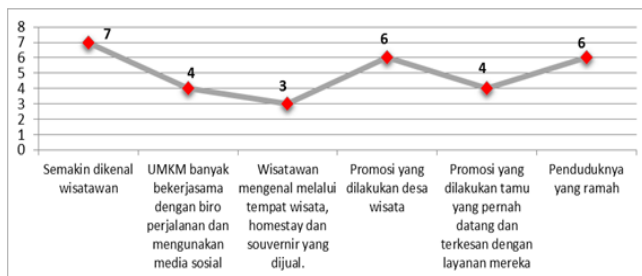 8
7
6
5
4
3
2
1
0
7
4
3
6
4
6
Semakin dikenal
wisatawan
UMKM banyak
bekerjasama
dengan biro
perjalanan dan
mengunakan
media sosial
Wisatawan
mengenal melalui
tempat wisata,
homestay dan
souvernir yang
dijual.
Promosi yang
dilakukan desa
wisata
Promosi yang
dilakukan tamu
yang pernah
datang dan
terkesan dengan
layanan mereka
Penduduknya
yang ramah